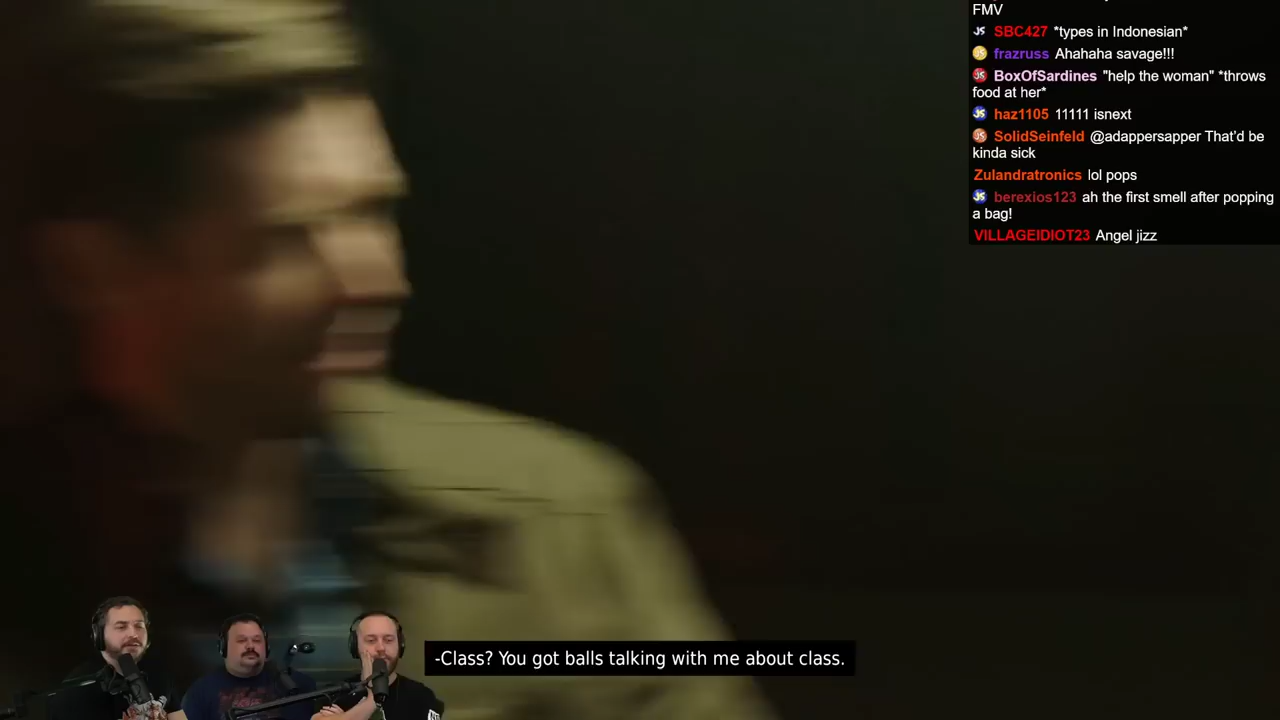 FMV
SBC427 *types in Indonesian*
frazruss Ahahaha savage!!!
BoxOfSardines "help the woman" *throws
food at her*
haz1105 11111 isnext
SolidSeinfeld @adappersapper That'd be
kinda sick
Zulandratronics lol pops
berexios123 ah the first smell after popping
a bag!
VILLAGEIDIOT23 Angel jizz
-Class? You got balls talking with me about class.